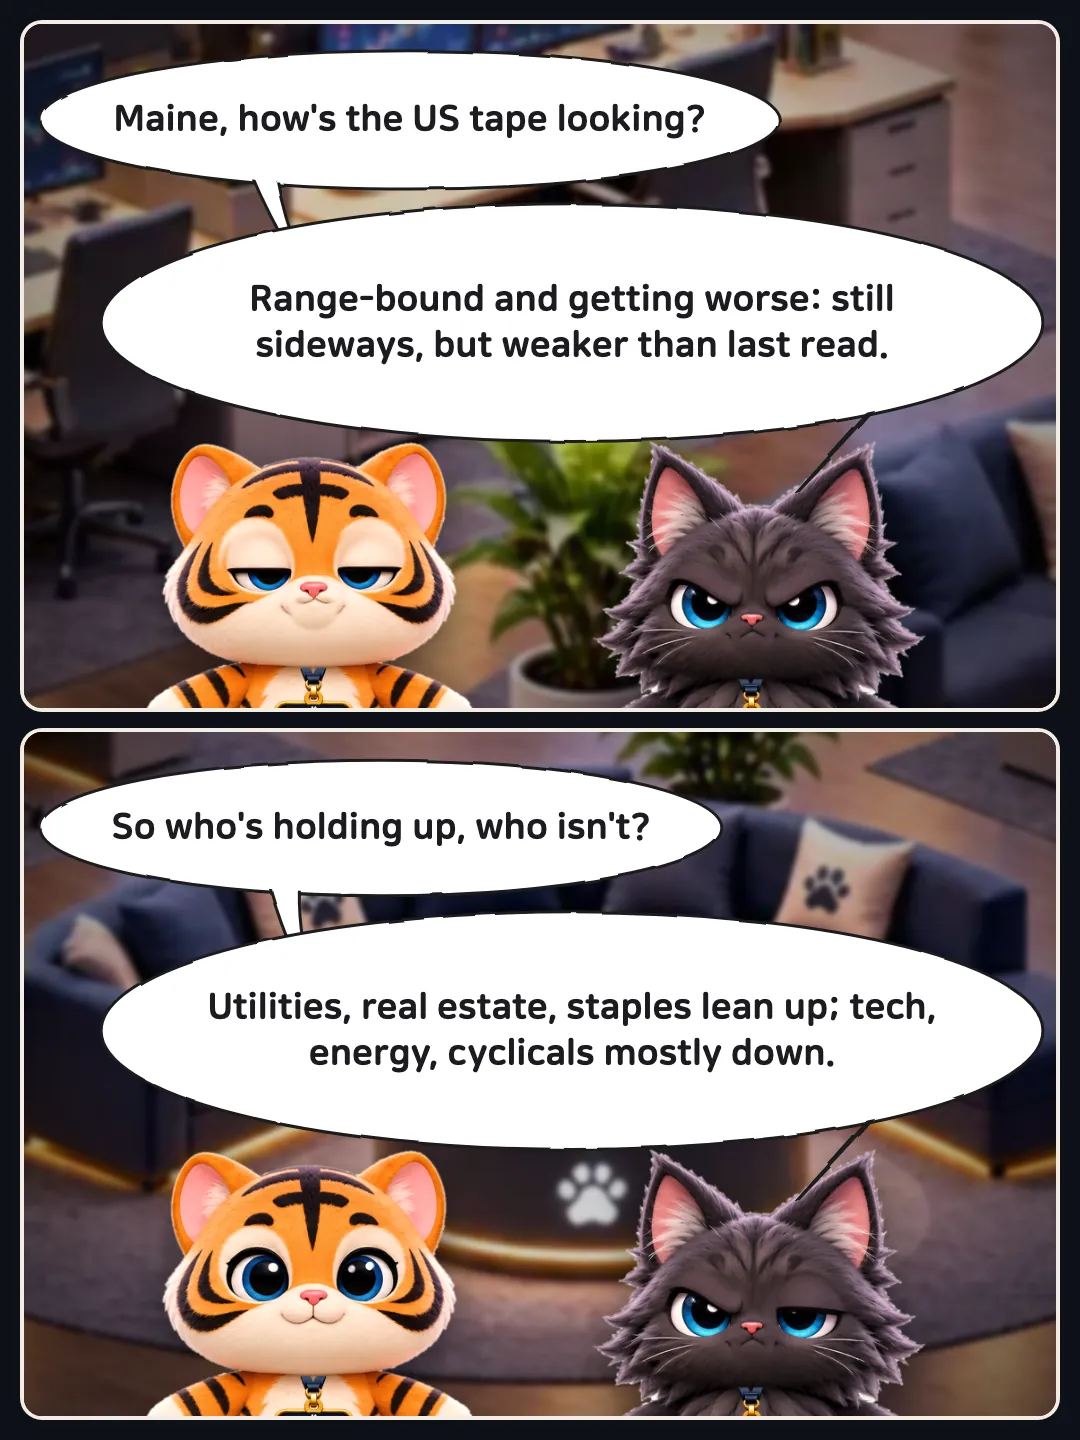 Maine, how's the US tape looking?
Range-bound and getting worse: still
sideways, but weaker than last read.
So who's holding up, who isn't?
Utilities, real estate, staples lean up; tech,
energy, cyclicals mostly down.